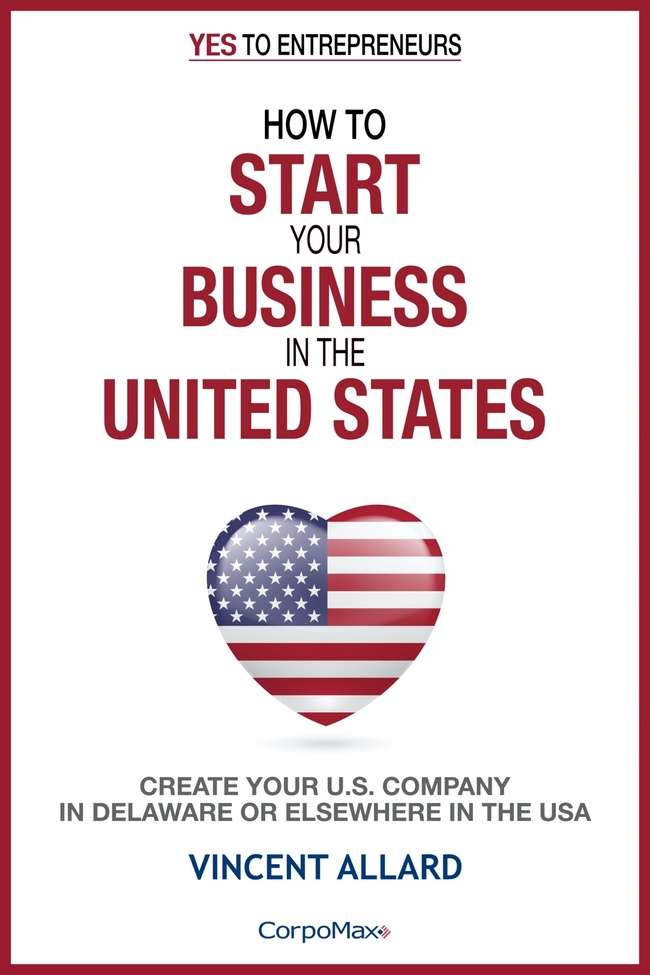 YES TO ENTREPRENEURS
HOW TO
START
YOUR
BUSINESS
IN THE
UNITED STATES
CREATE YOUR U.S. COMPANY
IN DELAWARE OR ELSEWHERE IN THE USA
VINCENT ALLARD
CorpoMax